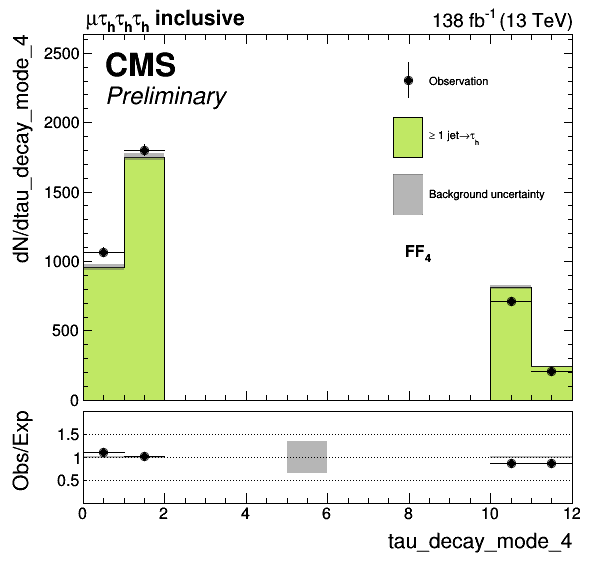 μτₕτₕτₕ inclusive 138 fb⁻¹ (13 TeV)
CMS
Preliminary
Observation
≥ 1 jet→τₕ
Background uncertainty
FF₄
dN/dtau_decay_mode_4
2500
2000
1500
1000
500
0
Obs/Exp
1.5
1
0.5
0 2 4 6 8 10 12
tau_decay_mode_4